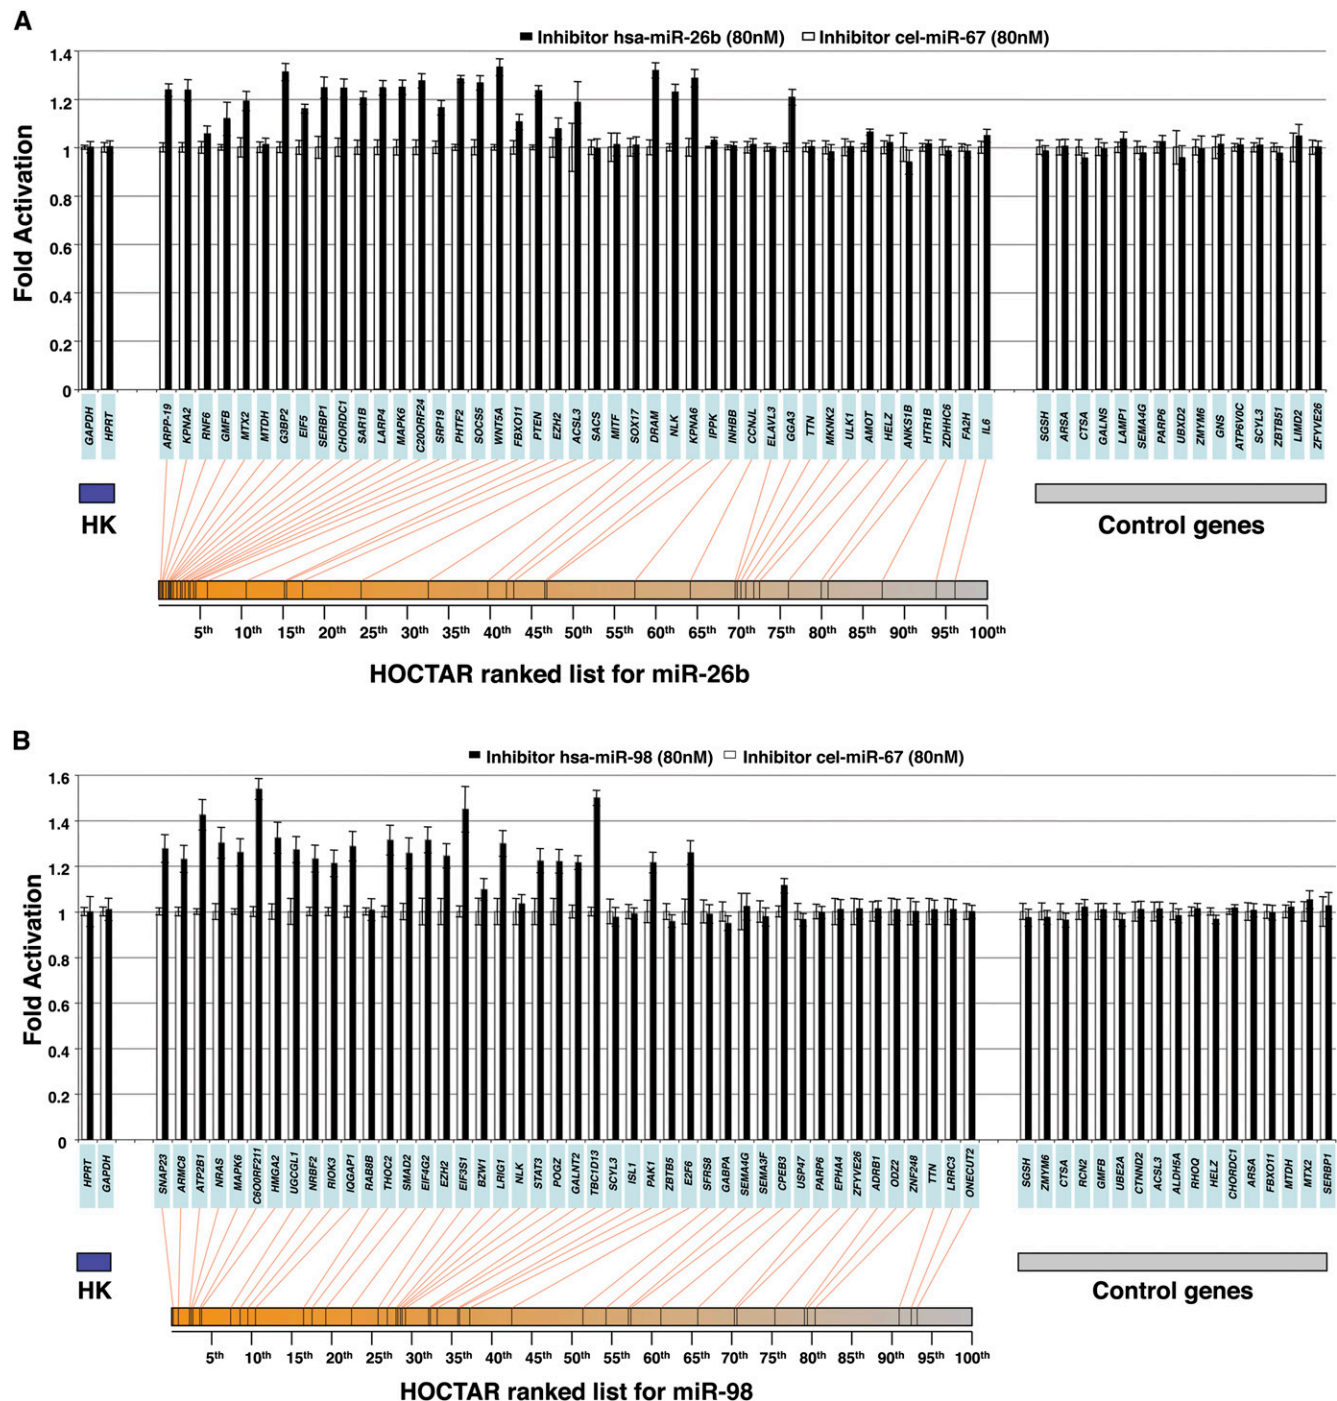 A
Inhibitor hsa-miR-26b (80nM) Inhibitor cel-miR-67 (80nM)
Fold Activation
1.4
1.2
1
0.8
0.6
0.4
0.2
0
GAPDH HPRT ARPP-19 KPNA2 RNF6 GMFB MTX2 MTDH G3BP2 EIF5 SERBP1 CHORDC1 SAR1B LARP4 MAPK6 C20ORF24 SRP19 PHTF2 SOCS5 WNT5A FBXO11 PTEN EZH2 ACSL3 SACS MITF SOX17 DRAM NLK KPNA6 IPPK INHBB CCNJL ELAVL3 GGA3 TTN MKNK2 ULK1 AMOT HELZ ANKS1B HTR1B ZDHHC6 FA2H IL6 SGSH ARSA CTSA GALNS LAMP1 SEMA4G PARP6 UBXD2 ZMYM6 GNS ATP6V0C SCYL3 ZBTB51 LIMD2 ZFYVE26
HK
Control genes
5th 10th 15th 20th 25th 30th 35th 40th 45th 50th 55th 60th 65th 70th 75th 80th 85th 90th 95th 100th
HOCTAR ranked list for miR-26b
B
Inhibitor hsa-miR-98 (80nM) Inhibitor cel-miR-67 (80nM)
Fold Activation
1.6
1.4
1.2
1
0.8
0.6
0.4
0.2
0
HPRT GAPDH SNAP23 ARMC8 ATP2B1 NRAS MAPK6 C6OORF211 HMGA2 UGCGL1 NRBF2 RIOK3 IQGAP1 RAB8B THOC2 SMAD2 EIF4G2 EZH2 EIF3S1 BZW1 LRIG1 NLK STAT3 POGZ GALNT2 TBC1D13 SCYL3 ISL1 PAK1 ZBTB5 E2F6 SFRS8 GABPA SEMA4G SEMA3F CPEB3 USP47 PARP6 EPHA4 ZFYVE26 ADRB1 ODZ2 ZNF248 TTN LRRC3 ONECUT2 SGSH ZMYM6 CTSA RCN2 GMFB UBE2A CTNND2 ACSL3 ALDH5A RHOQ HELZ CHORDC1 ARSA FBXO11 MTDH MTX2 SERBP1
HK
Control genes
5th 10th 15th 20th 25th 30th 35th 40th 45th 50th 55th 60th 65th 70th 75th 80th 85th 90th 95th 100th
HOCTAR ranked list for miR-98